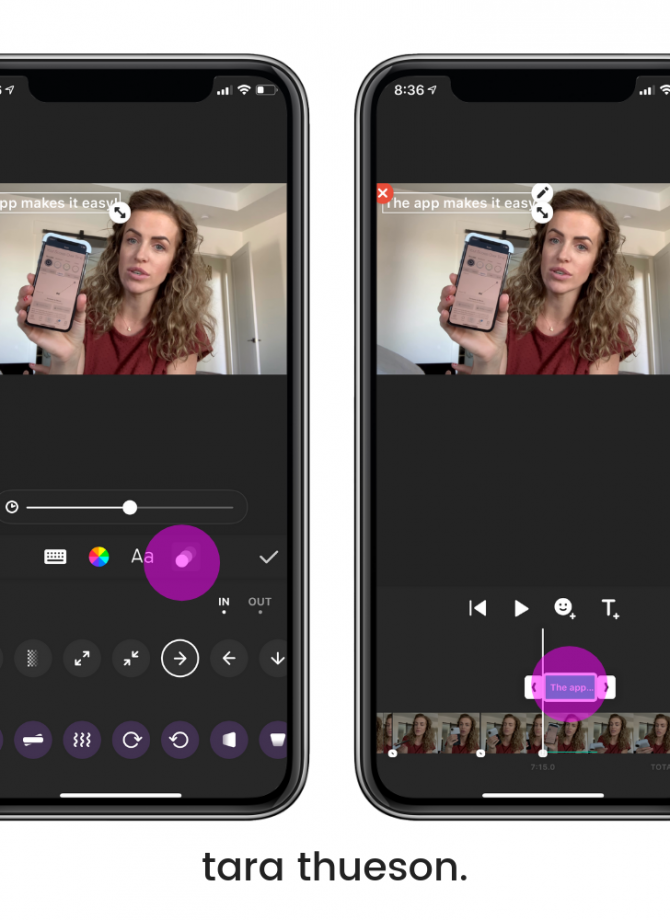 8:36
pp makes it easy!
The app makes it easy
Aa
IN OUT
T+
The app...
7:15.0
TOTA
tara thueson.